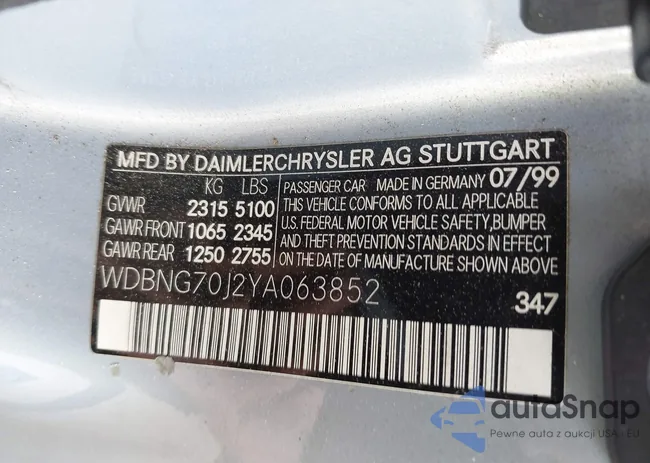 MFD BY DAIMLERCHRYSLER AG STUTTGART
KG LBS
GVWR 2315 5100
GAWR FRONT 1065 2345
GAWR REAR 1250 2755
PASSENGER CAR MADE IN GERMANY 07/99
THIS VEHICLE CONFORMS TO ALL APPLICABLE
U.S. FEDERAL MOTOR VEHICLE SAFETY, BUMPER
AND THEFT PREVENTION STANDARDS IN EFFECT
ON THE DATE OF MANUFACTURE SHOWN ABOVE
WDBNG70J2YA063852
347
autaSnap
Pewne auta z aukcji USA - EU